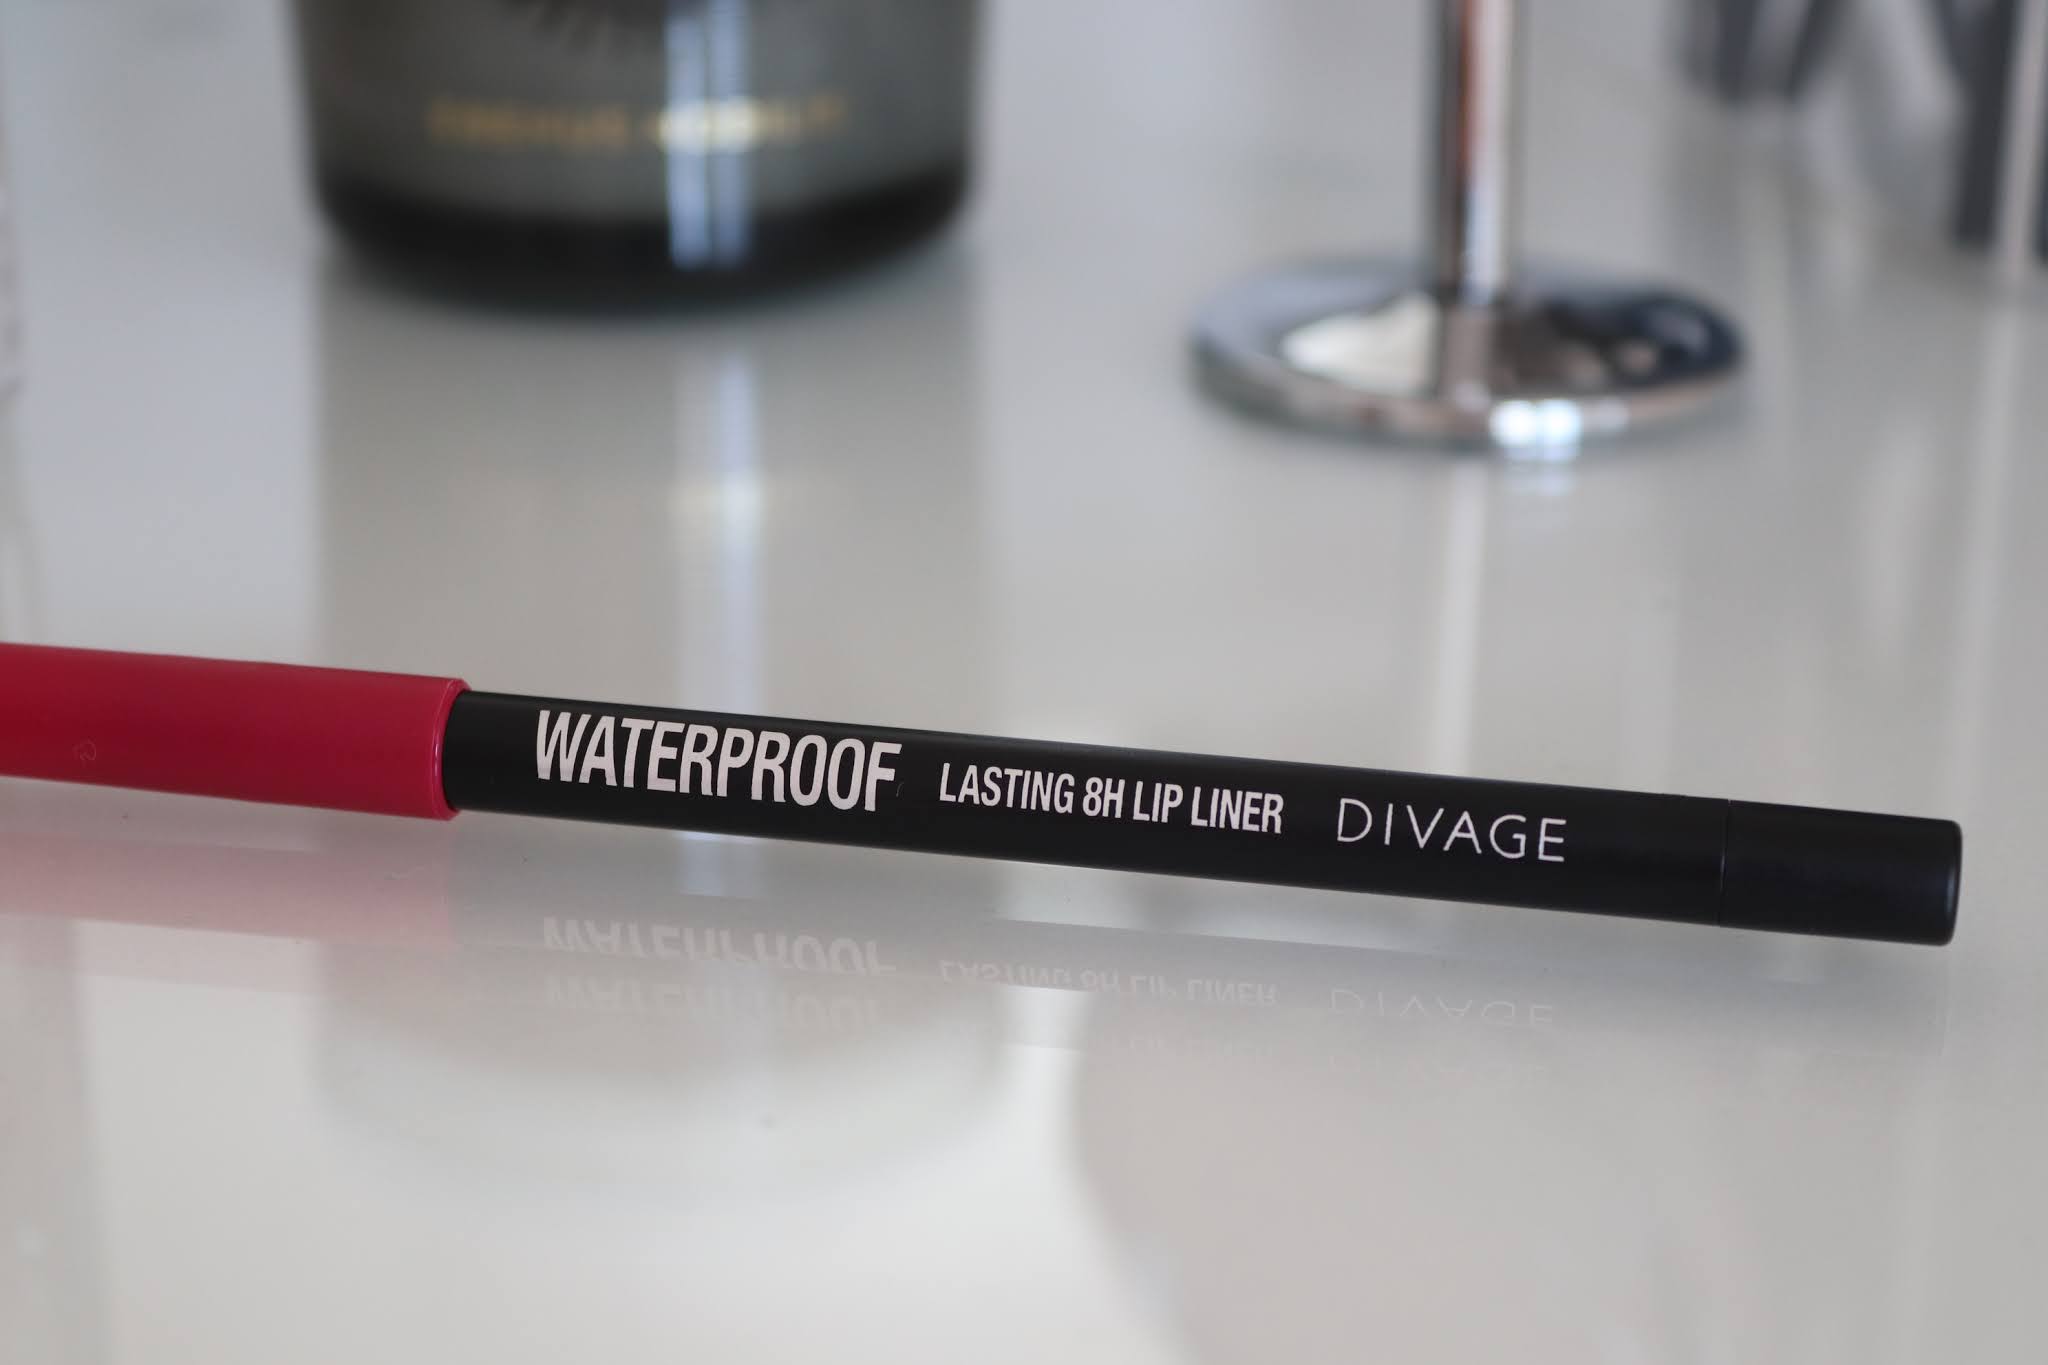 WATERPROOF LASTING 8H LIP LINER DIVAGE